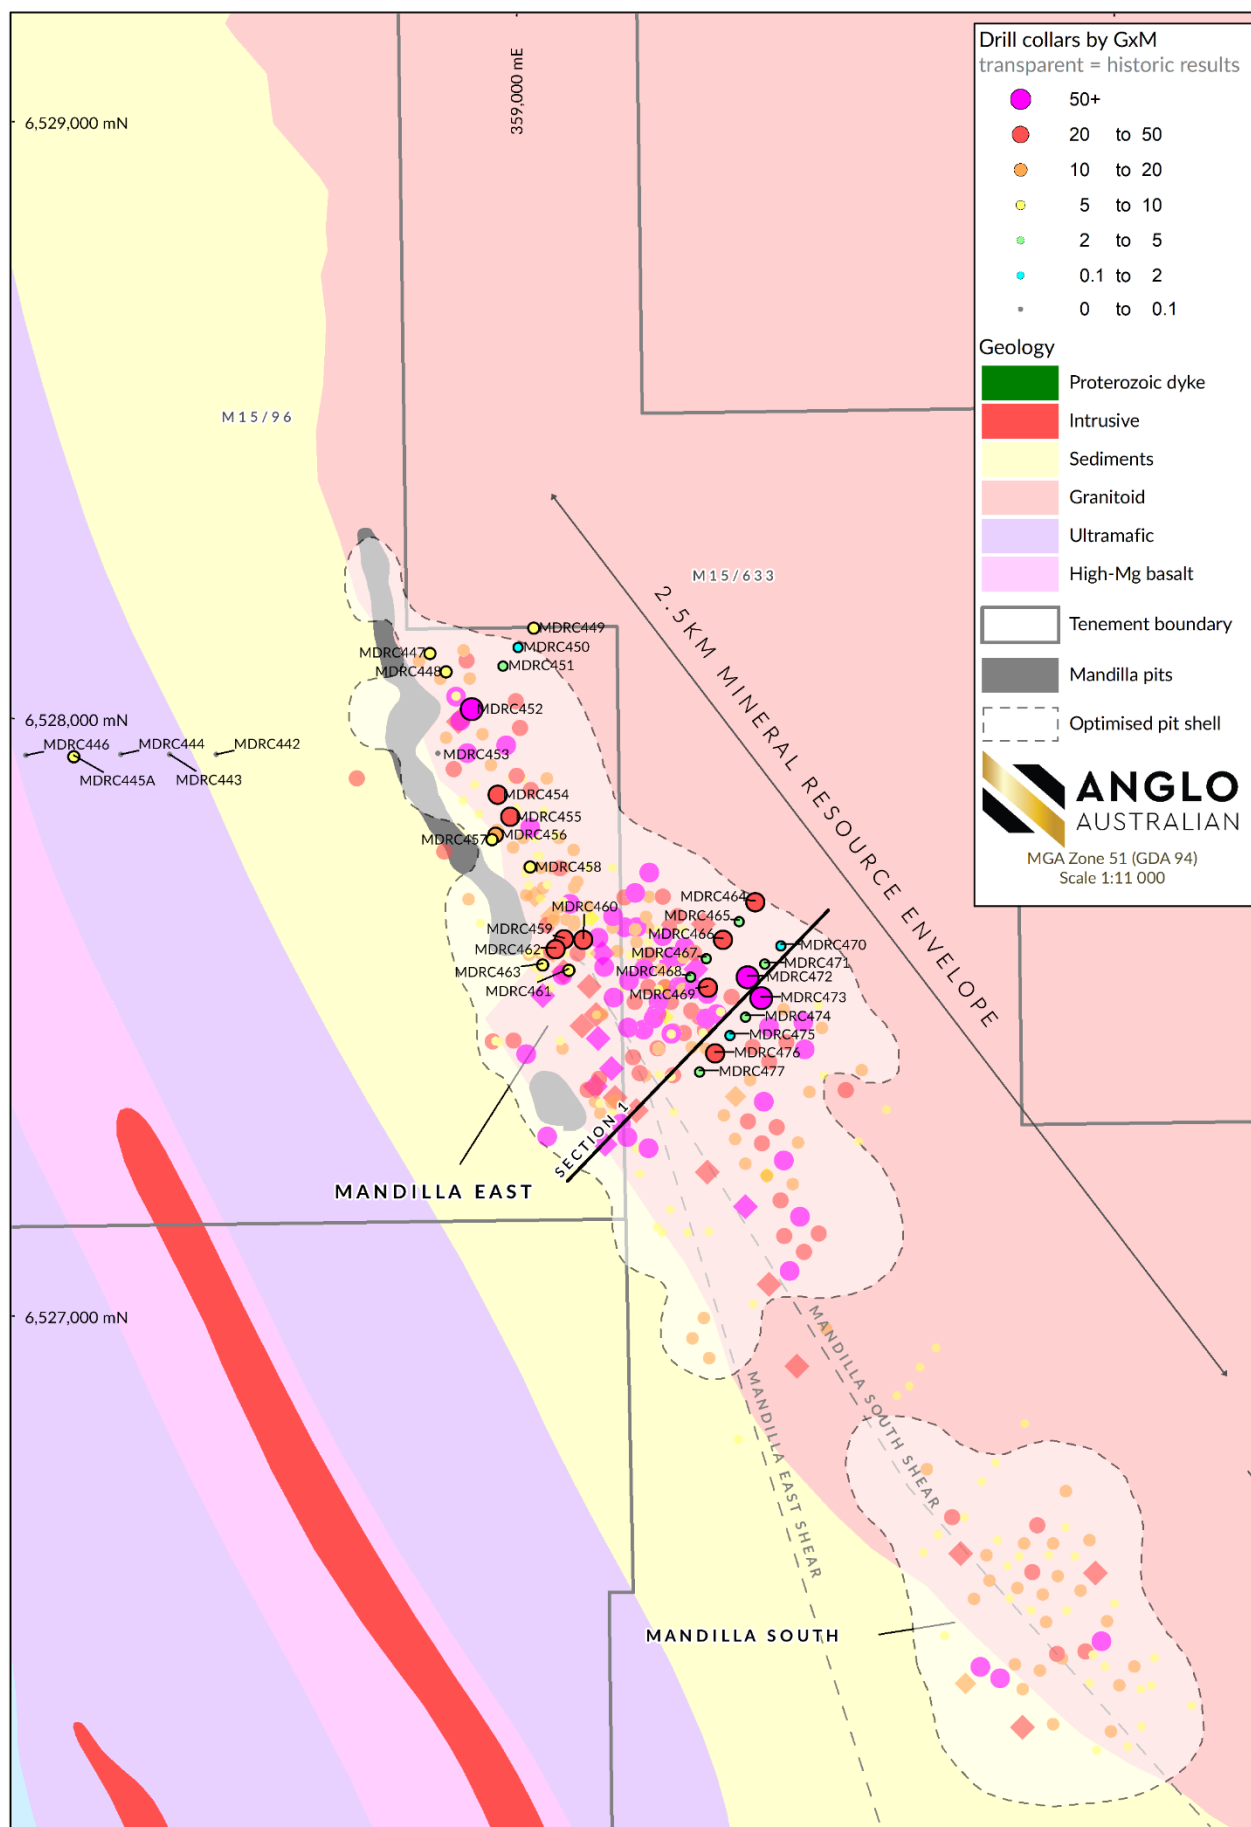 Drill collars by GxM
transparent = historic results
50+
20 to 50
10 to 20
5 to 10
2 to 5
0.1 to 2
0 to 0.1
Geology
Proterozoic dyke
Intrusive
Sediments
Granitoid
Ultramafic
High-Mg basalt
Tenement boundary
Mandilla pits
Optimised pit shell
ANGLO
AUSTRALIAN
MGA Zone 51 (GDA 94)
Scale 1:11 000
359,000 mE
6,529,000 mN
M15/96
M15/633
2.5KM MINERAL RESOURCE ENVELOPE
MDRC449
MDRC450
MDRC447
MDRC451
MDRC448
MDRC452
6,528,000 mN
MDRC446
MDRC444
MDRC442
MDRC445A
MDRC443
MDRC453
MDRC454
MDRC455
MDRC456
MDRC457
MDRC458
MDRC464
MDRC460
MDRC465
MDRC459
MDRC466
MDRC462
MDRC470
MDRC467
MDRC471
MDRC463
MDRC468
MDRC472
MDRC461
MDRC469
MDRC473
MDRC474
MDRC475
MDRC476
MDRC477
SECTION 1
MANDILLA EAST
6,527,000 mN
MANDILLA SOUTH SHEAR
MANDILLA EAST SHEAR
MANDILLA SOUTH